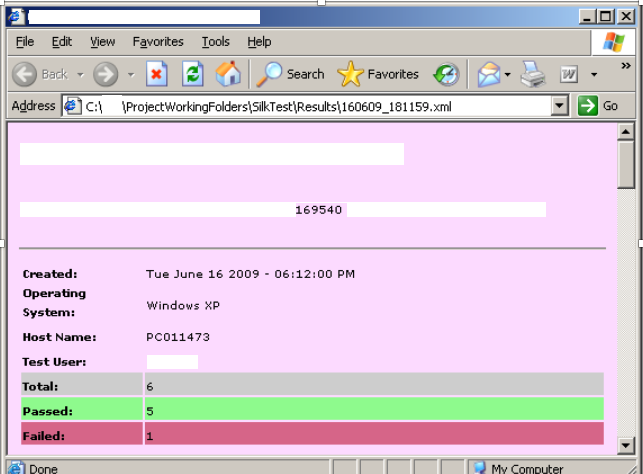 File Edit View Favorites Tools Help
Back Search Favorites W »
Address C:\ \ProjectWorkingFolders\SilkTest\Results\160609_181159.xml Go
169540
Created: Tue June 16 2009 - 06:12:00 PM
Operating
System: Windows XP
Host Name: PC011473
Test User:
Total: 6
Passed: 5
Failed: 1
Done My Computer